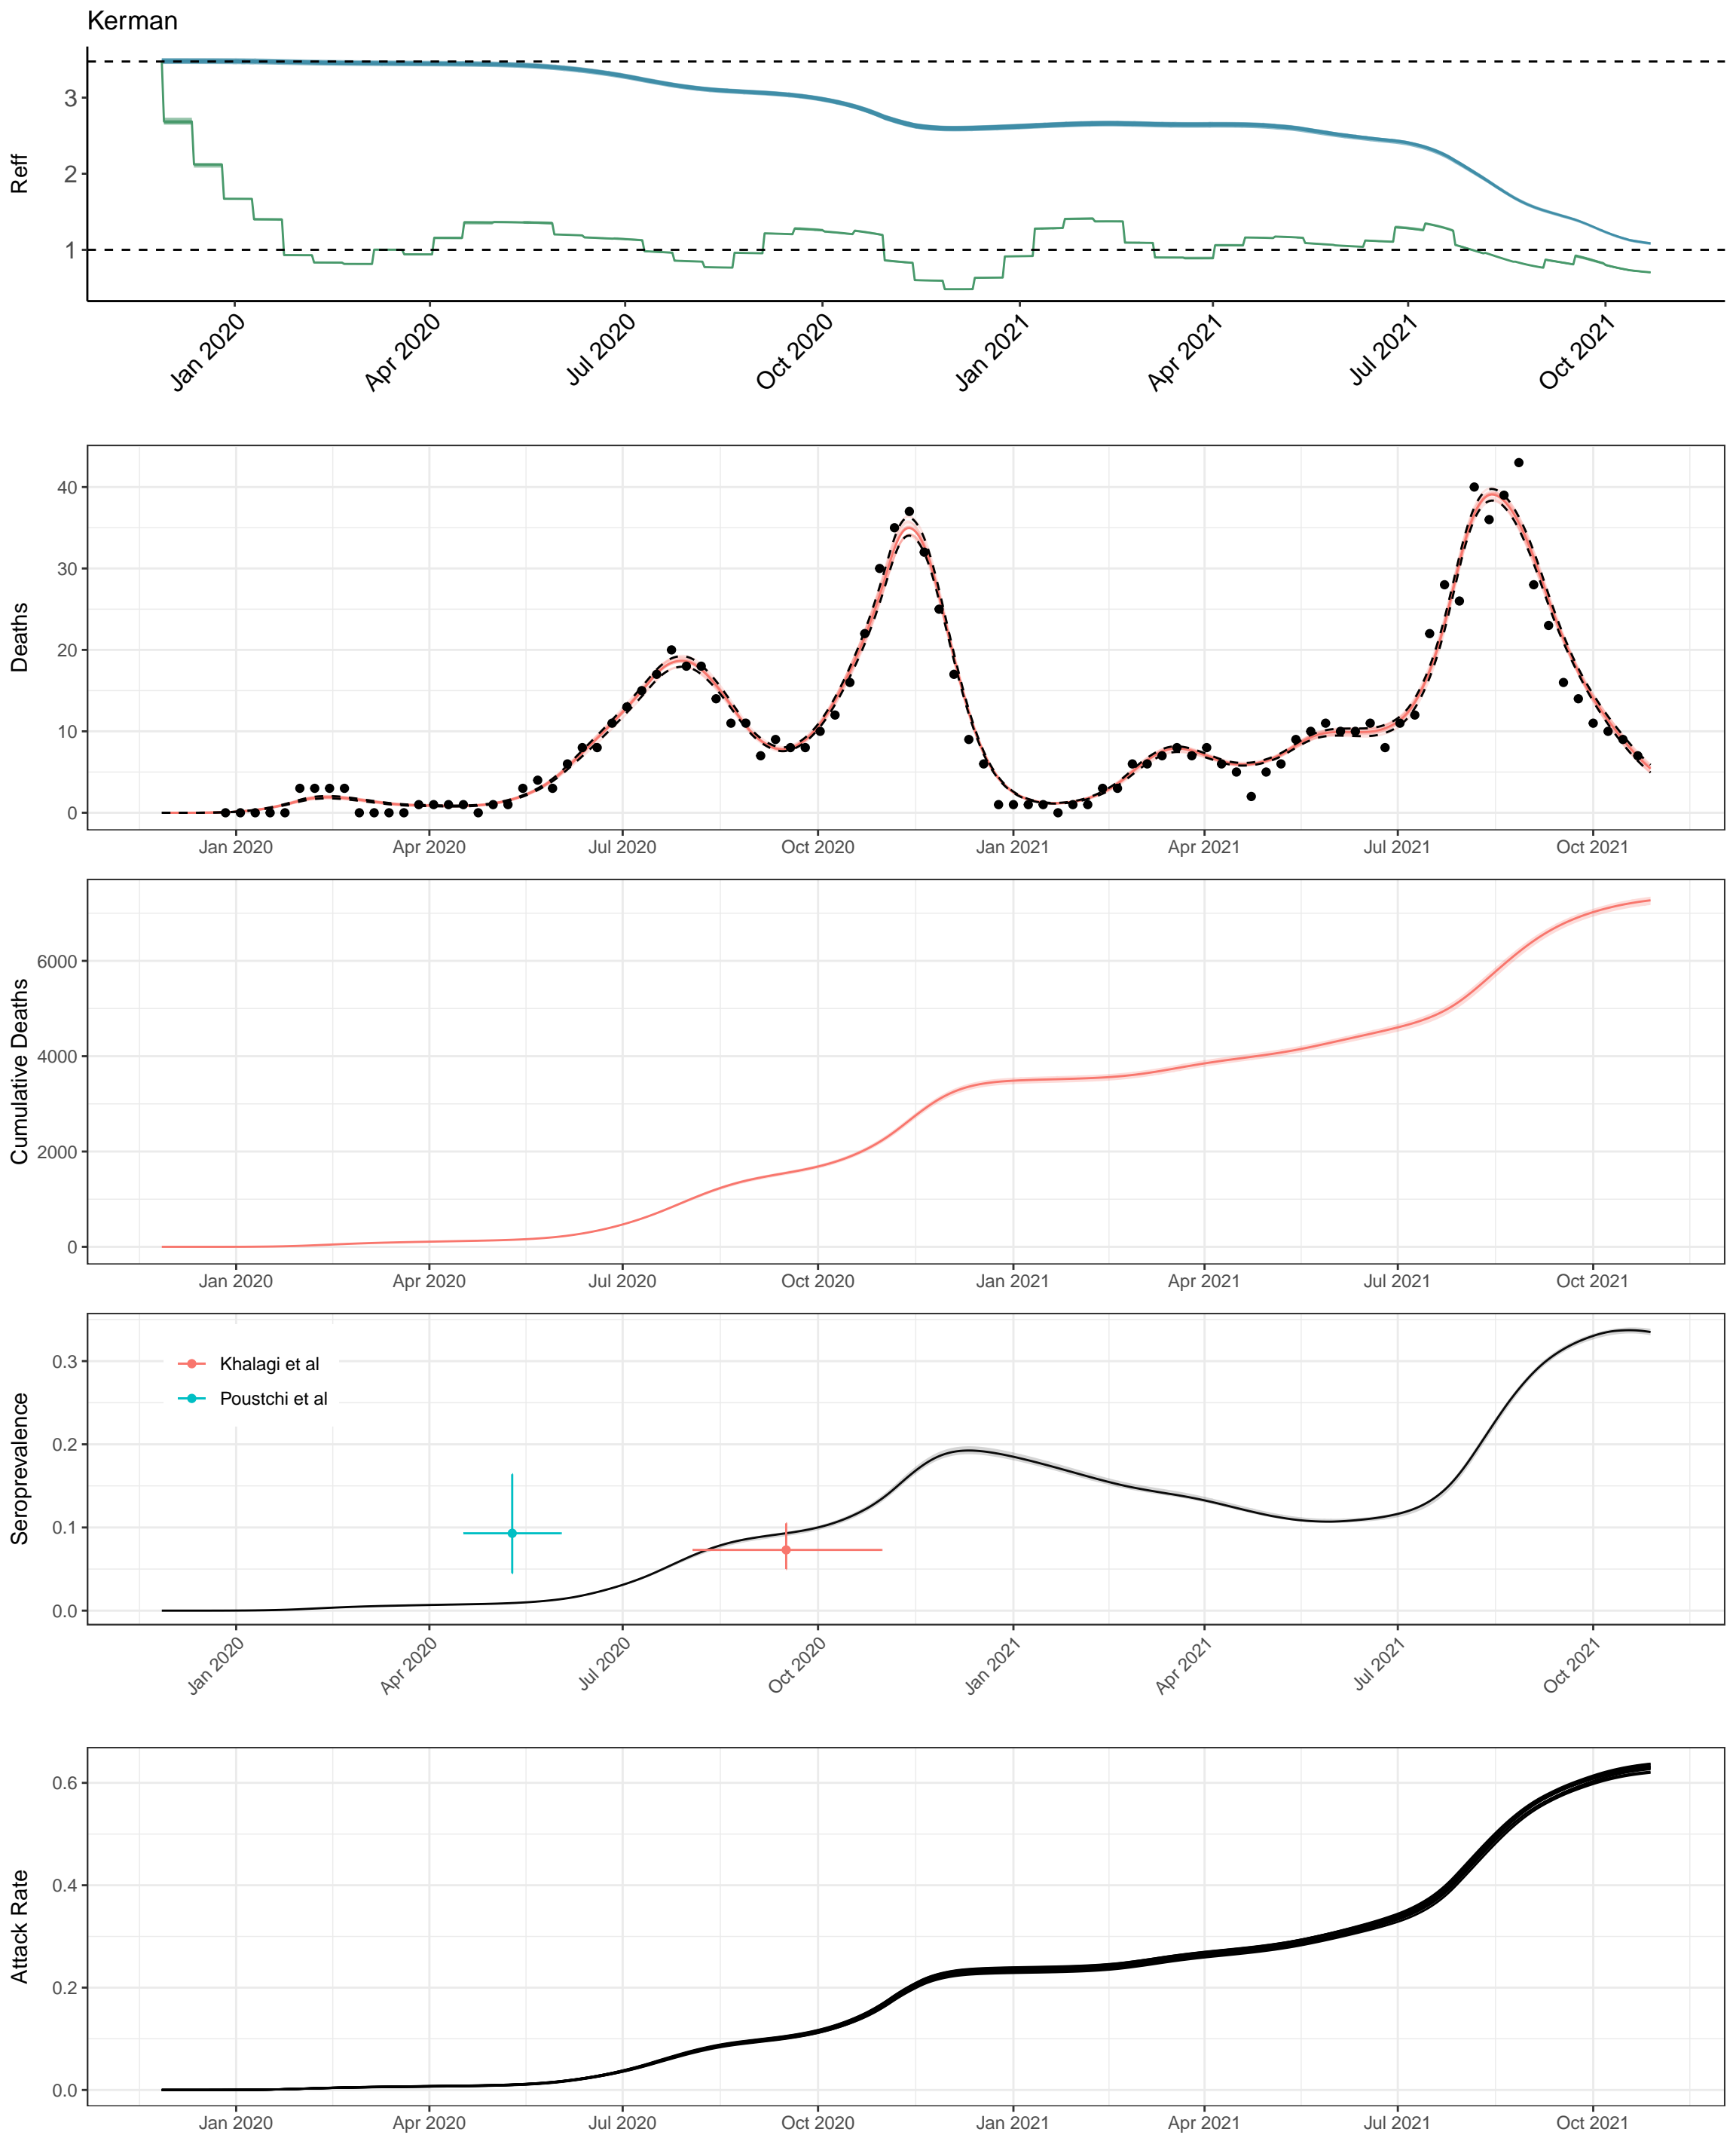 Kerman
Reff
3
2
1
Jan 2020 Apr 2020 Jul 2020 Oct 2020 Jan 2021 Apr 2021 Jul 2021 Oct 2021
Deaths
40
30
20
10
0
Jan 2020 Apr 2020 Jul 2020 Oct 2020 Jan 2021 Apr 2021 Jul 2021 Oct 2021
Cumulative Deaths
6000
4000
2000
0
Jan 2020 Apr 2020 Jul 2020 Oct 2020 Jan 2021 Apr 2021 Jul 2021 Oct 2021
Seroprevalence
0.3
0.2
0.1
0.0
Khalagi et al
Poustchi et al
Jan 2020 Apr 2020 Jul 2020 Oct 2020 Jan 2021 Apr 2021 Jul 2021 Oct 2021
Attack Rate
0.6
0.4
0.2
0.0
Jan 2020 Apr 2020 Jul 2020 Oct 2020 Jan 2021 Apr 2021 Jul 2021 Oct 2021